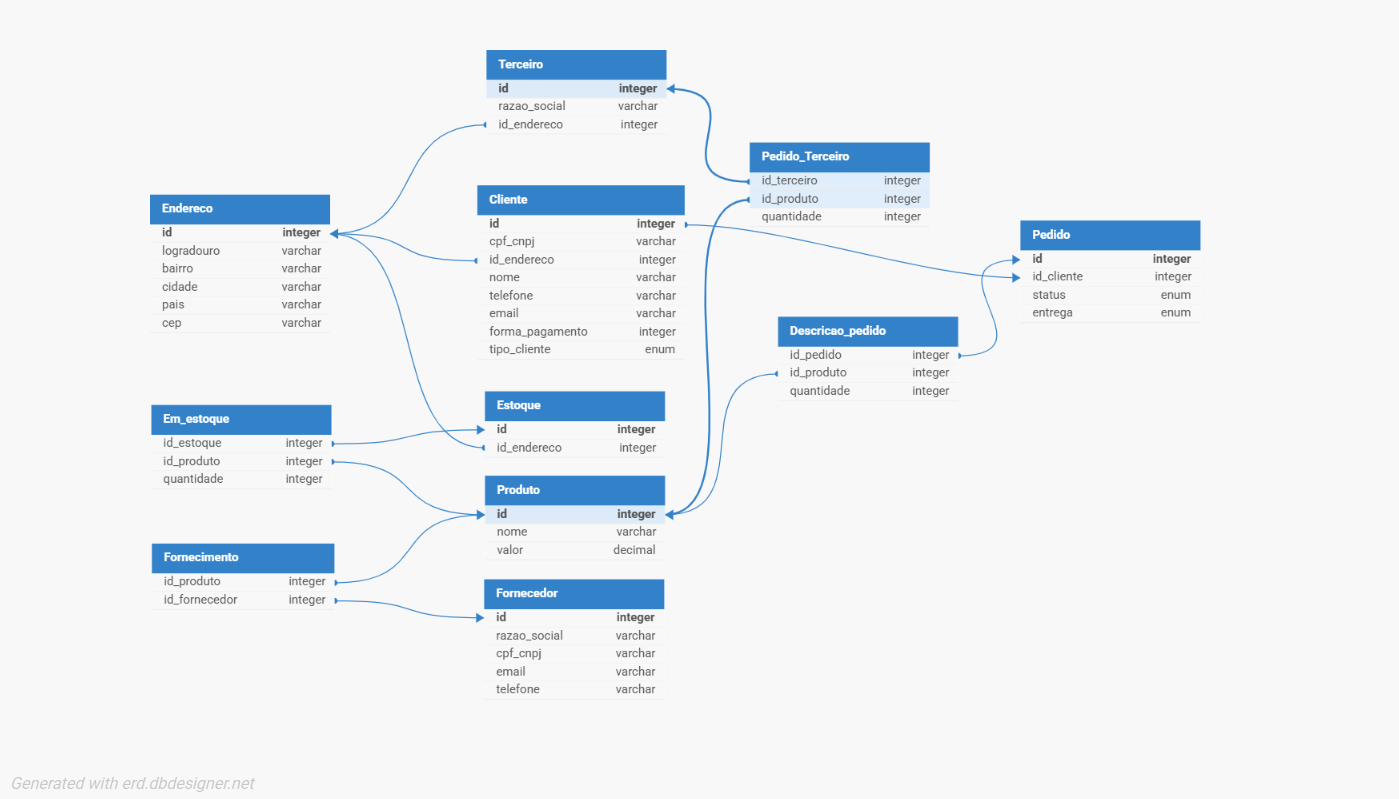 Terceiro
id integer
razao_social varchar
id_endereco integer
Pedido_Terceiro
id_terceiro integer
id_produto integer
quantidade integer
Endereco
id integer
logradouro varchar
bairro varchar
cidade varchar
pais varchar
cep varchar
Cliente
id integer
cpf_cnpj varchar
id_endereco integer
nome varchar
telefone varchar
email varchar
forma_pagamento integer
tipo_cliente enum
Pedido
id integer
id_cliente integer
status enum
entrega enum
Descricao_pedido
id_pedido integer
id_produto integer
quantidade integer
Em_estoque
id_estoque integer
id_produto integer
quantidade integer
Estoque
id integer
id_endereco integer
Produto
id integer
nome varchar
valor decimal
Fornecimento
id_produto integer
id_fornecedor integer
Fornecedor
id integer
razao_social varchar
cpf_cnpj varchar
email varchar
telefone varchar
Generated with erd.dbdesigner.net